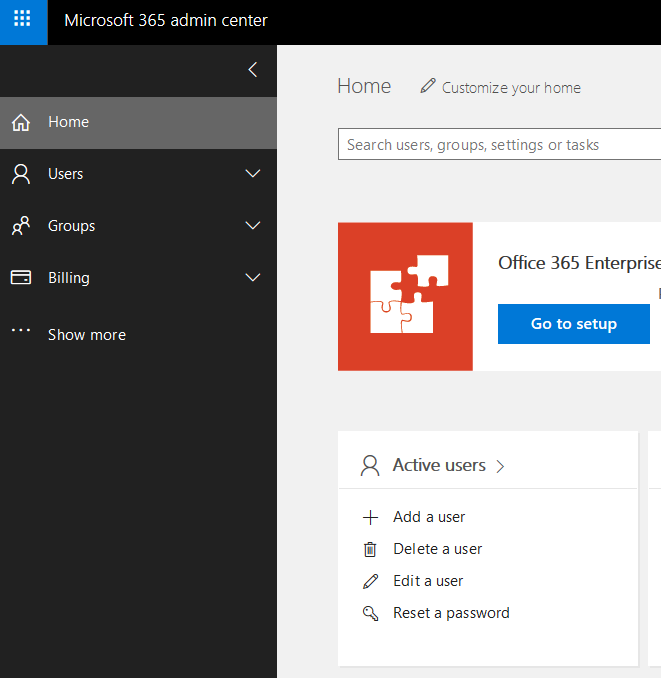 Microsoft 365 admin center
Home
Users
Groups
Billing
Show more
Home
Customize your home
Search users, groups, settings or tasks
Office 365 Enterprise
Go to setup
Active users
Add a user
Delete a user
Edit a user
Reset a password